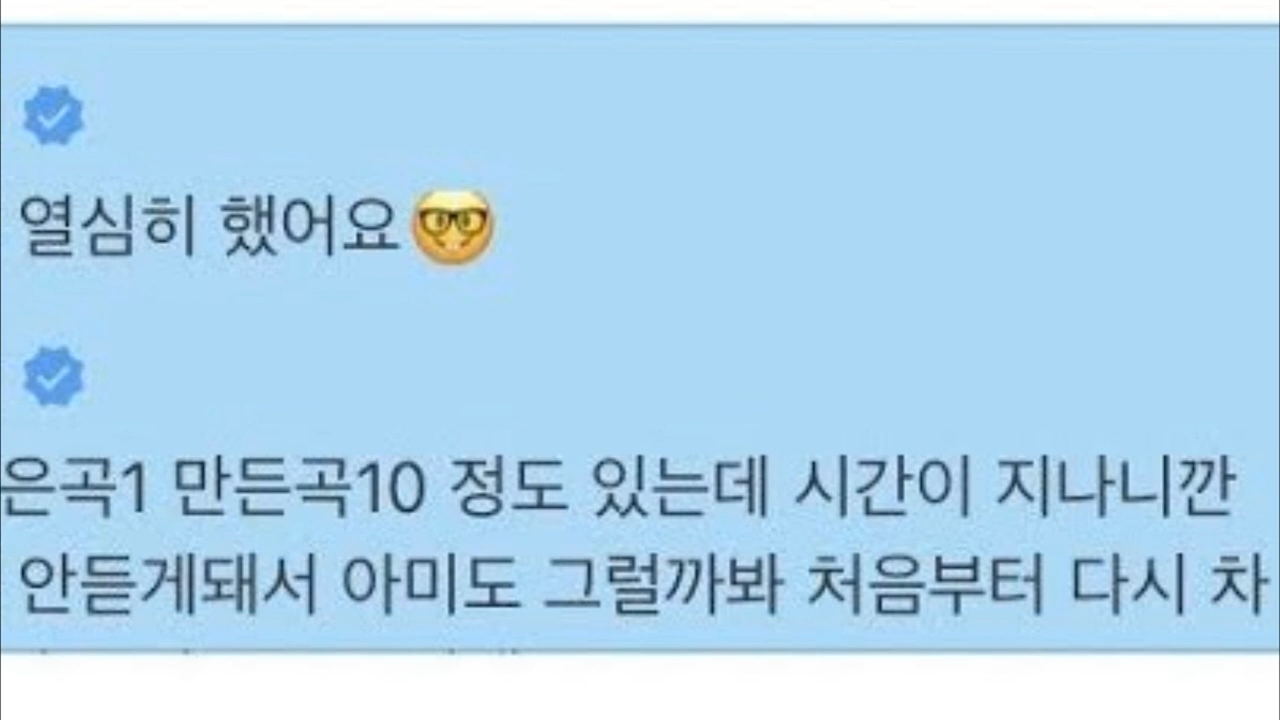 열심히 했어요🤓
은곡1 만든곡10 정도 있는데 시간이 지나니깐
안듣게돼서 아미도 그럴까봐 처음부터 다시 차